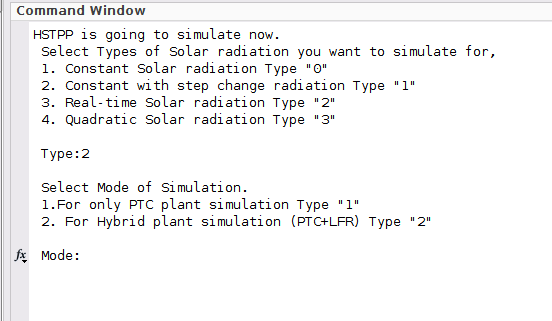 Command Window
HSTPP is going to simulate now.
Select Types of Solar radiation you want to simulate for,
1. Constant Solar radiation Type "0"
2. Constant with step change radiation Type "1"
3. Real-time Solar radiation Type "2"
4. Quadratic Solar radiation Type "3"
Type:2
Select Mode of Simulation.
1.For only PTC plant simulation Type "1"
2. For Hybrid plant simulation (PTC+LFR) Type "2"
fx Mode: